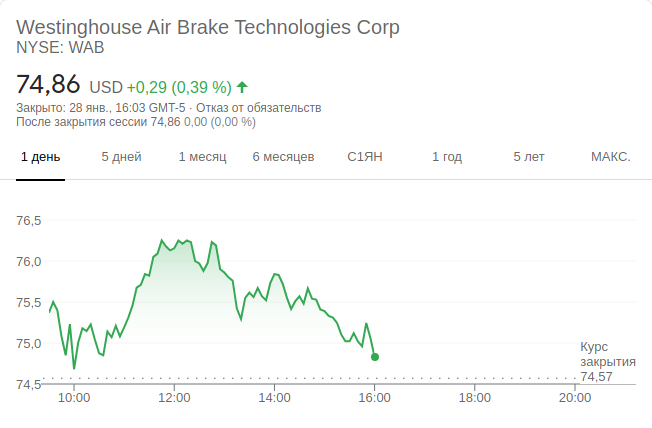 Westinghouse Air Brake Technologies Corp
NYSE: WAB
74,86 USD +0,29 (0,39 %)
Закрыто: 28 янв., 16:03 GMT-5 · Отказ от обязательств
После закрытия сессии 74,86 0,00 (0,00 %)
1 день 5 дней 1 месяц 6 месяцев С1ЯН 1 год 5 лет МАКС.
76,5
76,0
75,5
75,0
Курс
закрытия
74,57
74,5
10:00 12:00 14:00 16:00 18:00 20:00